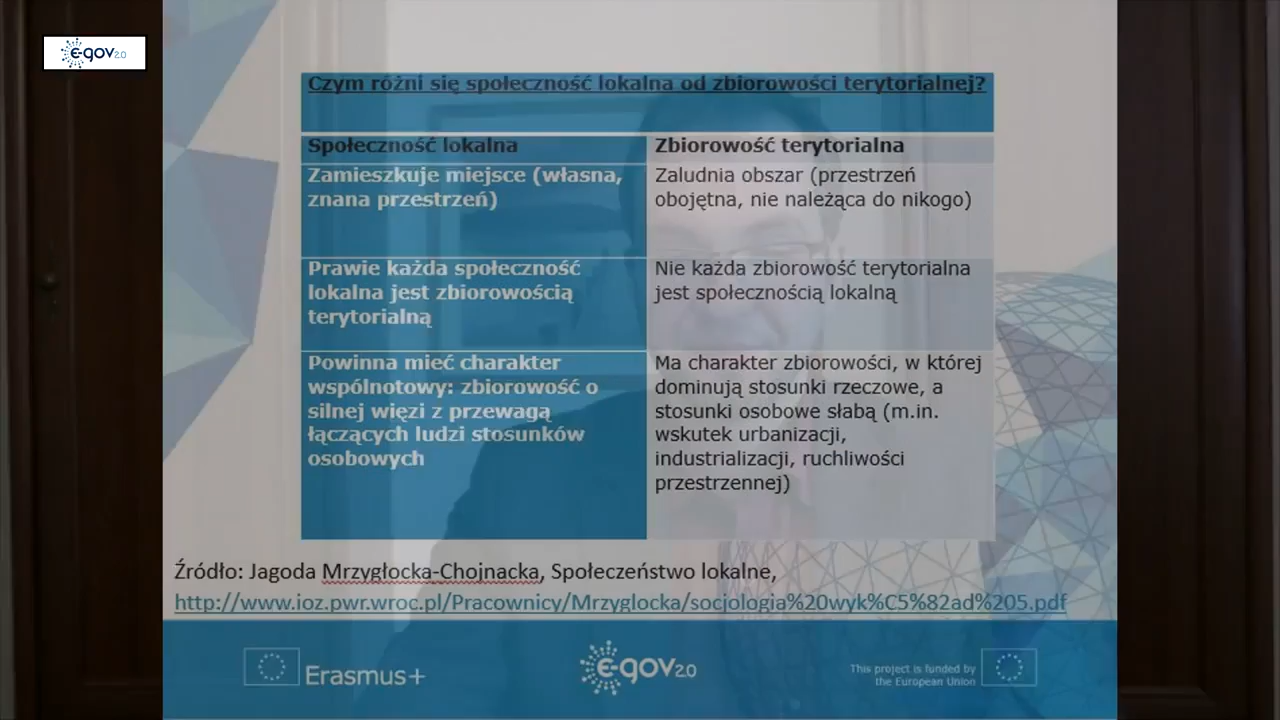 e-gov 2.0
Czym różni się społeczność lokalna od zbiorowości terytorialnej?
Społeczność lokalna
Zbiorowość terytorialna
Zamieszkuje miejsce (własna,
znana przestrzeń)
Zaludnia obszar (przestrzeń
obojętna, nie należąca do nikogo)
Prawie każda społeczność
lokalna jest zbiorowością
terytorialną
Nie każda zbiorowość terytorialna
jest społecznością lokalną
Powinna mieć charakter
wspólnotowy: zbiorowość o
silnej więzi z przewagą
łączących ludzi stosunków
osobowych
Ma charakter zbiorowości, w której
dominują stosunki rzeczowe, a
stosunki osobowe słabą (m.in.
wskutek urbanizacji,
industrializacji, ruchliwości
przestrzennej)
Źródło: Jagoda Mrzygłocka-Chojnacka, Społeczeństwo lokalne,
http://www.ioz.pwr.wroc.pl/Pracownicy/Mrzyglocka/socjologia%20wyk%C5%82ad%205.pdf
Erasmus+
e-gov 2.0
This project is funded by
the European Union